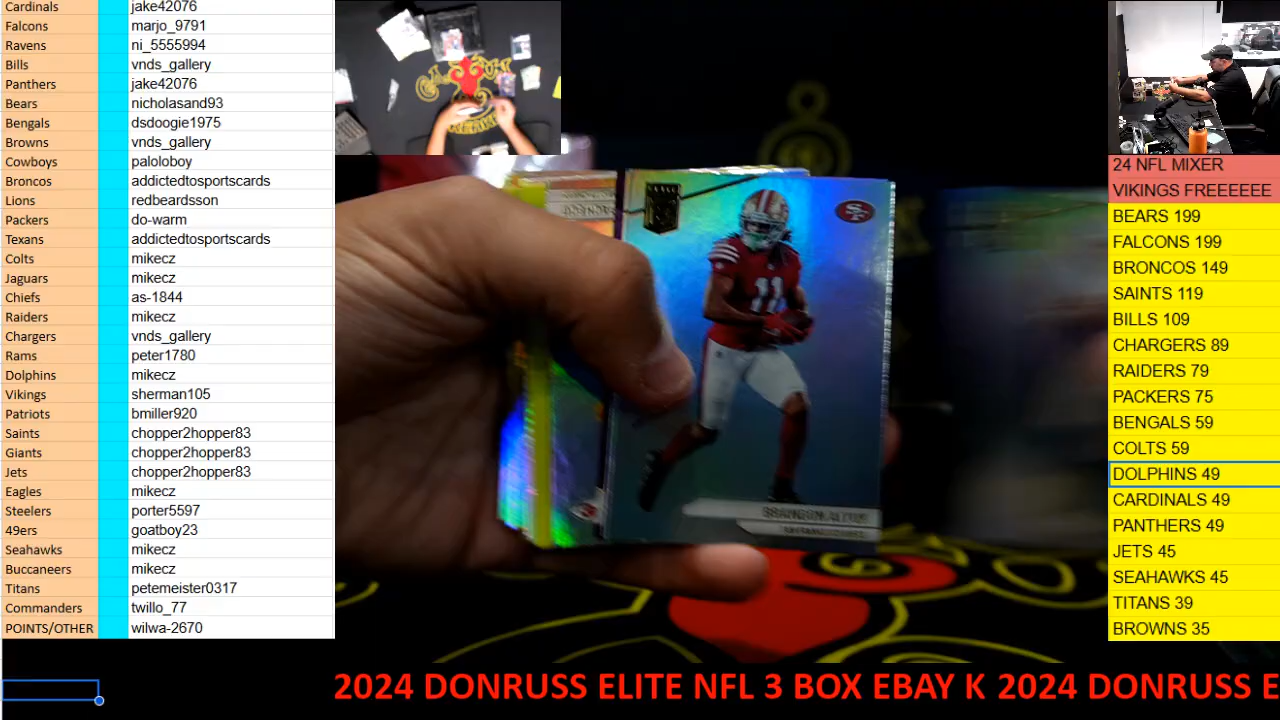 Cardinals jake42076
Falcons marjo_9791
Ravens ni_5555994
Bills vnds_gallery
Panthers jake42076
Bears nicholasand93
Bengals dsdoogie1975
Browns vnds_gallery
Cowboys paloloboy
Broncos addictedtosportscards
Lions redbeardsson
Packers do-warm
Texans addictedtosportscards
Colts mikecz
Jaguars mikecz
Chiefs as-1844
Raiders mikecz
Chargers vnds_gallery
Rams peter1780
Dolphins mikecz
Vikings sherman105
Patriots bmiller920
Saints chopper2hopper83
Giants chopper2hopper83
Jets chopper2hopper83
Eagles mikecz
Steelers porter5597
49ers goatboy23
Seahawks mikecz
Buccaneers mikecz
Titans petemeister0317
Commanders twillo_77
POINTS/OTHER wilwa-2670
11
BRANDON AIYUK
24 NFL MIXER
VIKINGS FREEEEEE
BEARS 199
FALCONS 199
BRONCOS 149
SAINTS 119
BILLS 109
CHARGERS 89
RAIDERS 79
PACKERS 75
BENGALS 59
COLTS 59
DOLPHINS 49
CARDINALS 49
PANTHERS 49
JETS 45
SEAHAWKS 45
TITANS 39
BROWNS 35
2024 DONRUSS ELITE NFL 3 BOX EBAY K 2024 DONRUSS E